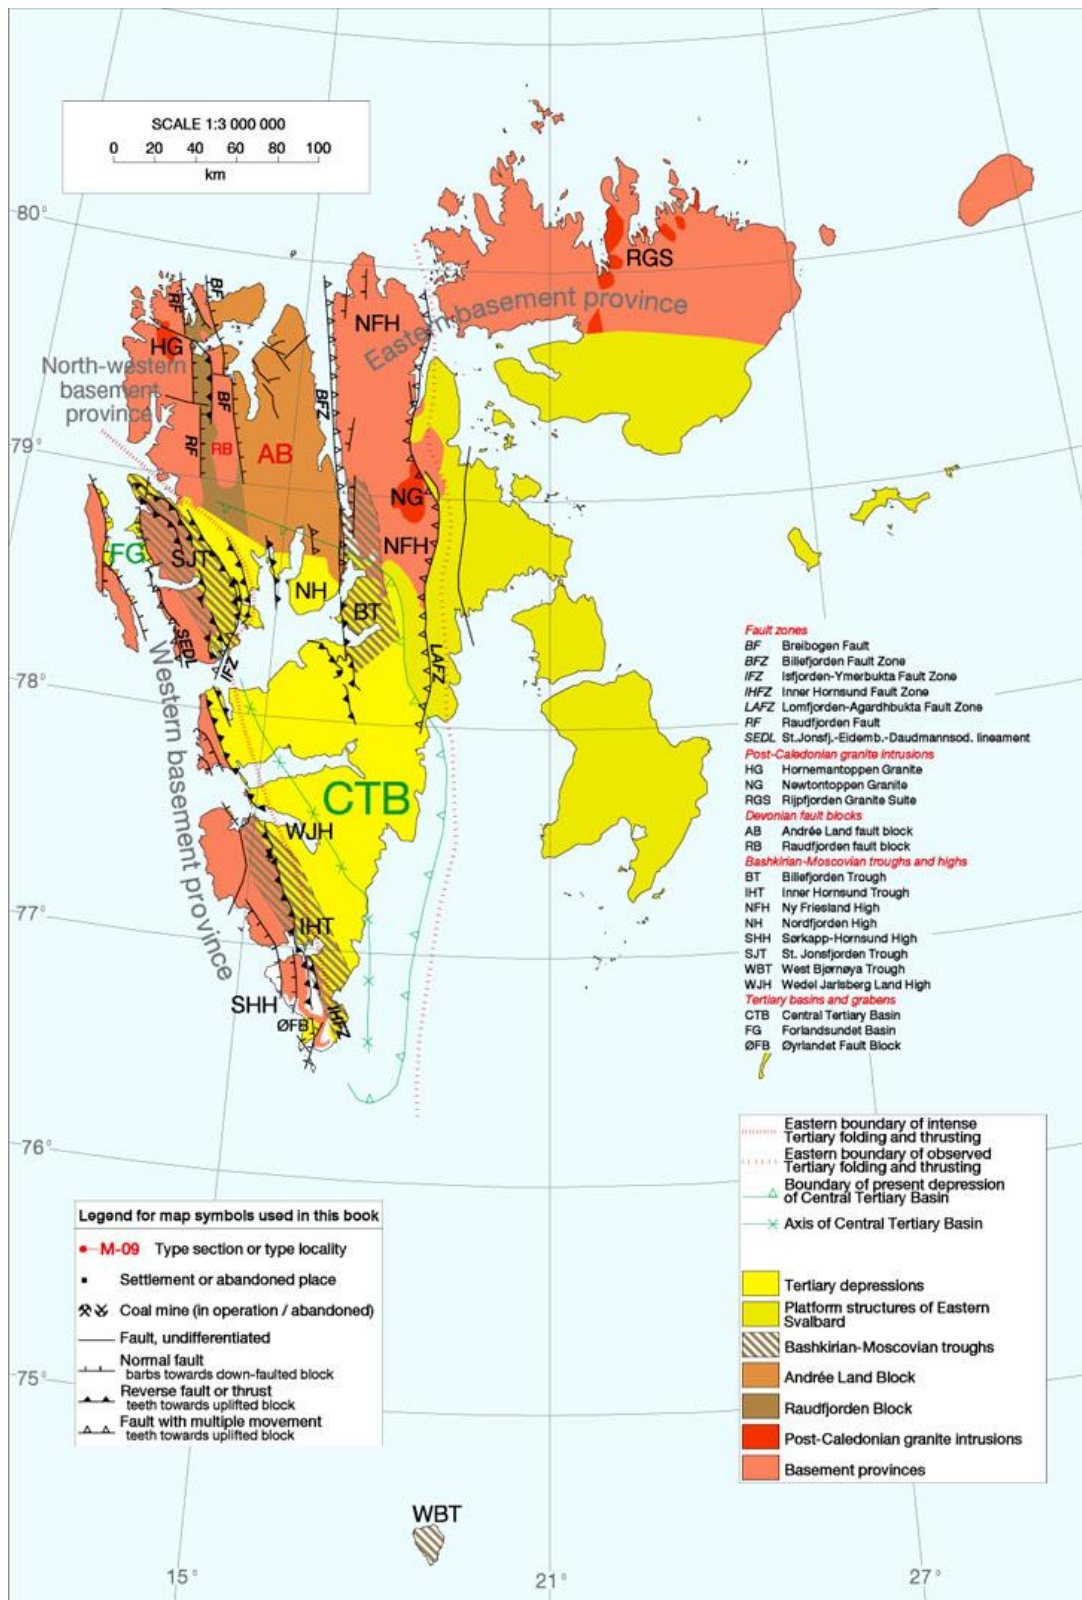 SCALE 1:3 000 000
0 20 40 60 80 100
km
80°
RGS
Eastern basement province
BF
RF
NFH
HG
North-western
basement
province
BFZ
BF
79°
RF
RB
AB
NG
FG
SJT
NFH
NH
BT
SEDL
IFZ
LAFZ
78°
Western basement province
CTB
WJH
77°
IHT
SHH
ØFB
IHFZ
76°
75°
WBT
15°
21°
27°
Fault zones
BF Breibogen Fault
BFZ Billefjorden Fault Zone
IFZ Isfjorden-Ymerbukta Fault Zone
IHFZ Inner Hornsund Fault Zone
LAFZ Lomfjorden-Agardhbukta Fault Zone
RF Raudfjorden Fault
SEDL St.Jonsfj.-Eidemb.-Daudmannsod. lineament
Post-Caledonian granite intrusions
HG Hornemantoppen Granite
NG Newtontoppen Granite
RGS Rijpfjorden Granite Suite
Devonian fault blocks
AB Andrée Land fault block
RB Raudfjorden fault block
Bashkirian-Moscovian troughs and highs
BT Billefjorden Trough
IHT Inner Hornsund Trough
NFH Ny Friesland High
NH Nordfjorden High
SHH Sørkapp-Hornsund High
SJT St. Jonsfjorden Trough
WBT West Bjørnøya Trough
WJH Wedel Jarlsberg Land High
Tertiary basins and grabens
CTB Central Tertiary Basin
FG Forlandsundet Basin
ØFB Øyrlandet Fault Block
Eastern boundary of intense
Tertiary folding and thrusting
Eastern boundary of observed
Tertiary folding and thrusting
Boundary of present depression
of Central Tertiary Basin
Axis of Central Tertiary Basin
Tertiary depressions
Platform structures of Eastern
Svalbard
Bashkirian-Moscovian troughs
Andrée Land Block
Raudfjorden Block
Post-Caledonian granite intrusions
Basement provinces
Legend for map symbols used in this book
M-09 Type section or type locality
Settlement or abandoned place
Coal mine (in operation / abandoned)
Fault, undifferentiated
Normal fault
barbs towards down-faulted block
Reverse fault or thrust
teeth towards uplifted block
Fault with multiple movement
teeth towards uplifted block